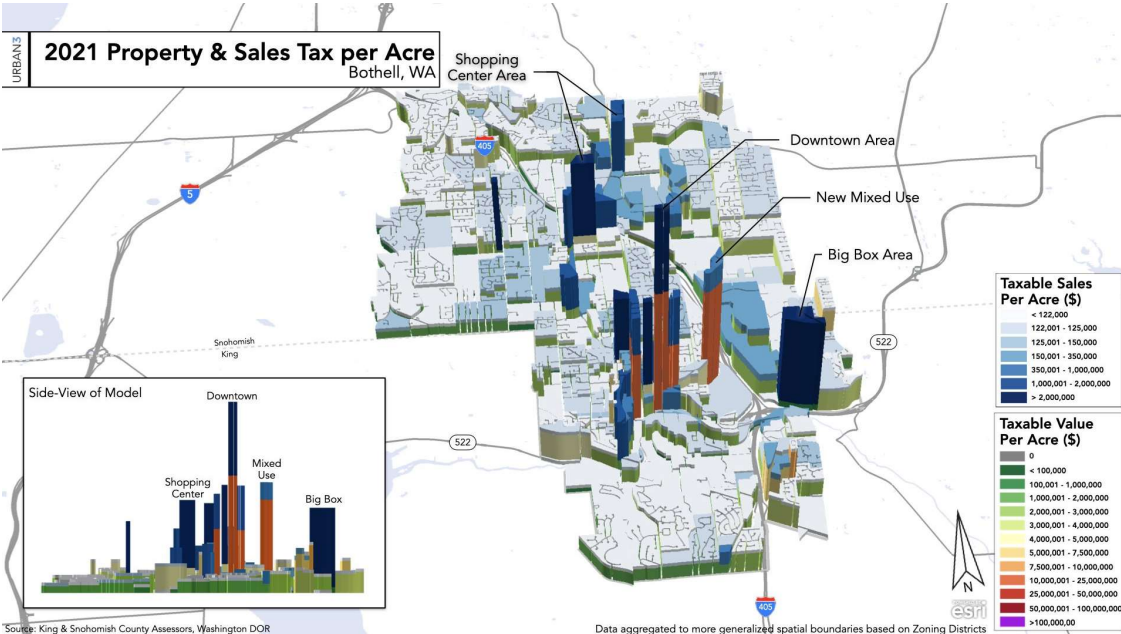 URBAN3
2021 Property & Sales Tax per Acre
Bothell, WA
Shopping
Center Area
405
5
Downtown Area
New Mixed Use
Big Box Area
Snohomish
King
522
522
405
Taxable Sales
Per Acre ($)
< 122,000
122,001 - 125,000
125,001 - 150,000
150,001 - 350,000
350,001 - 1,000,000
1,000,001 - 2,000,000
> 2,000,000
Taxable Value
Per Acre ($)
0
< 100,000
100,001 - 1,000,000
1,000,001 - 2,000,000
2,000,001 - 3,000,000
3,000,001 - 4,000,000
4,000,001 - 5,000,000
5,000,001 - 7,500,000
7,500,001 - 10,000,000
10,000,001 - 25,000,000
25,000,001 - 50,000,000
50,000,001 - 100,000,000
>100,000,00
Side-View of Model
Downtown
Shopping
Center
Mixed
Use
Big Box
N
esri
Source: King & Snohomish County Assessors, Washington DOR
Data aggregated to more generalized spatial boundaries based on Zoning Districts